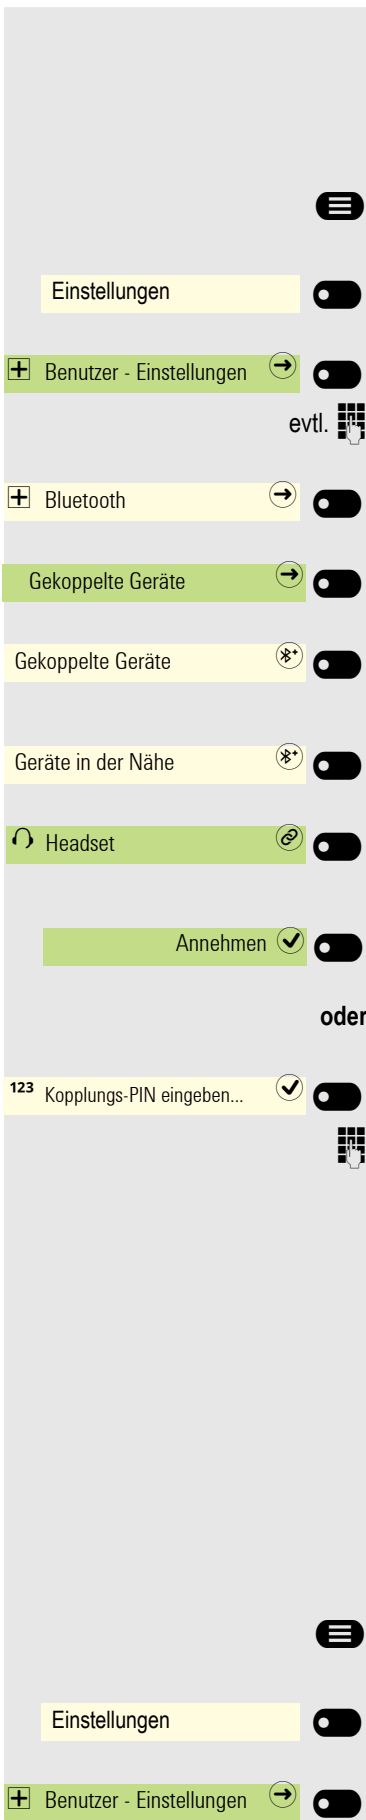 Einstellungen
Benutzer - Einstellungen
evtl.
Bluetooth
Gekoppelte Geräte
Gekoppelte Geräte
Geräte in der Nähe
Headset
Annehmen
oder
123 Kopplungs-PIN eingeben...
Einstellungen
Benutzer - Einstellungen